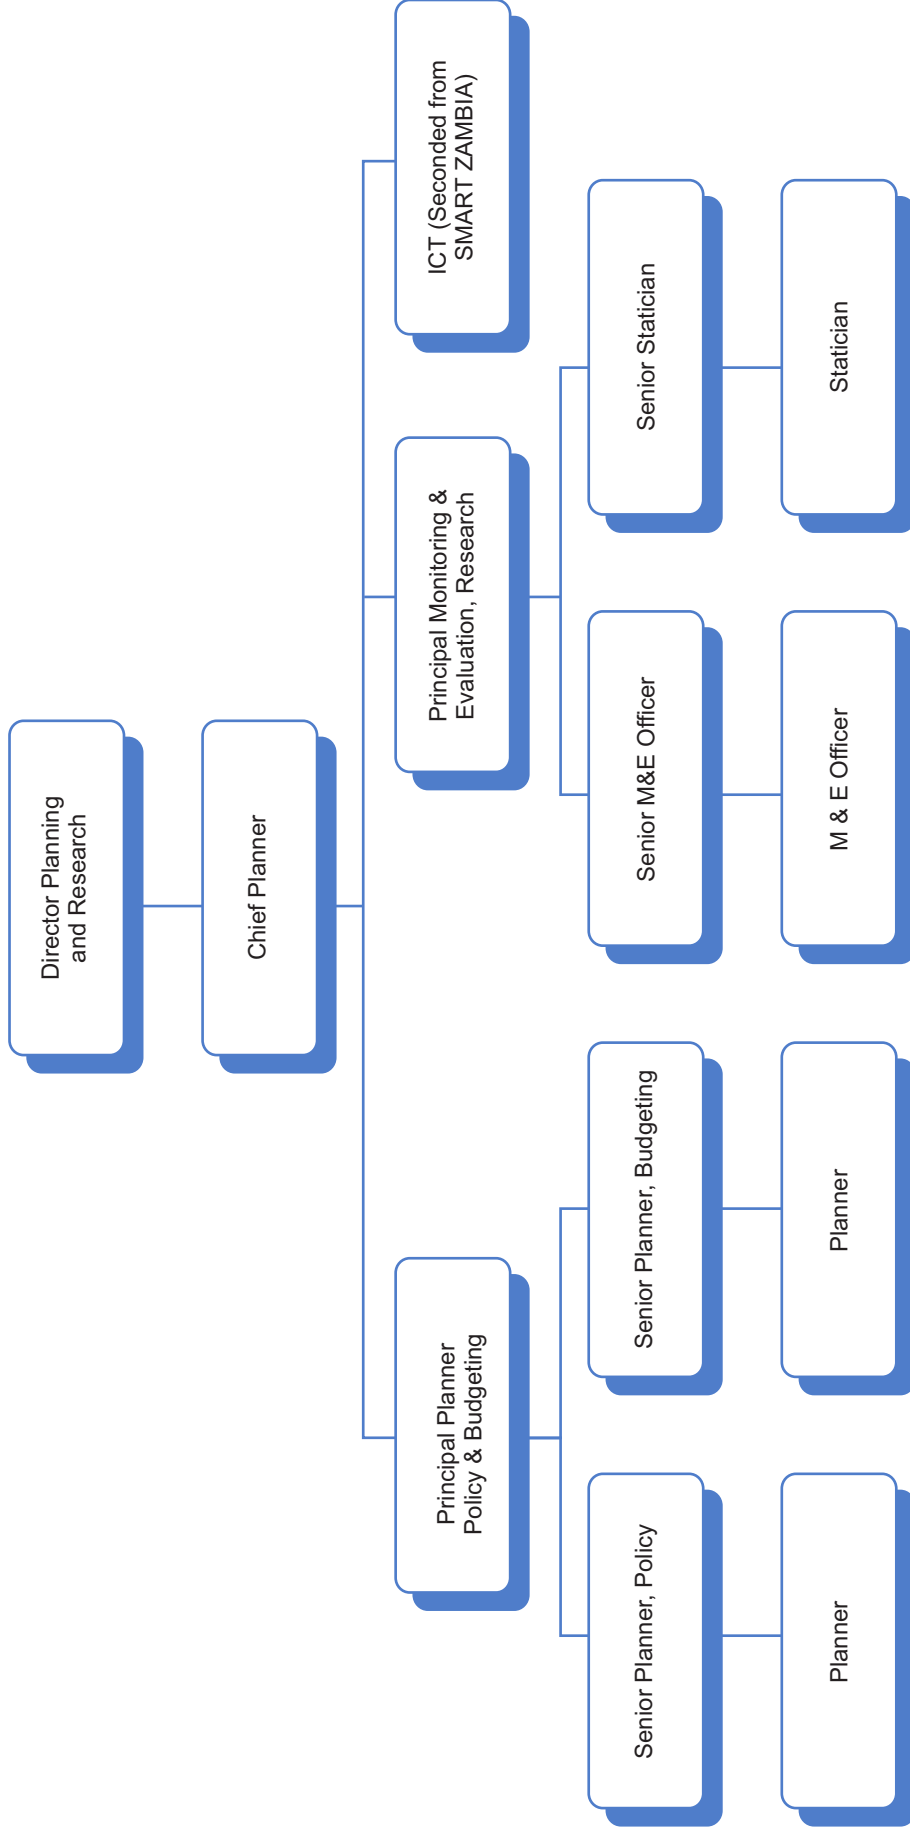 Director Planning
and Research
Chief Planner
Principal Planner
Policy & Budgeting
Principal Monitoring &
Evaluation, Research
ICT (Seconded from
SMART ZAMBIA)
Senior Planner, Policy
Senior Planner, Budgeting
Senior M&E Officer
Senior Statician
Planner
Planner
M & E Officer
Statician